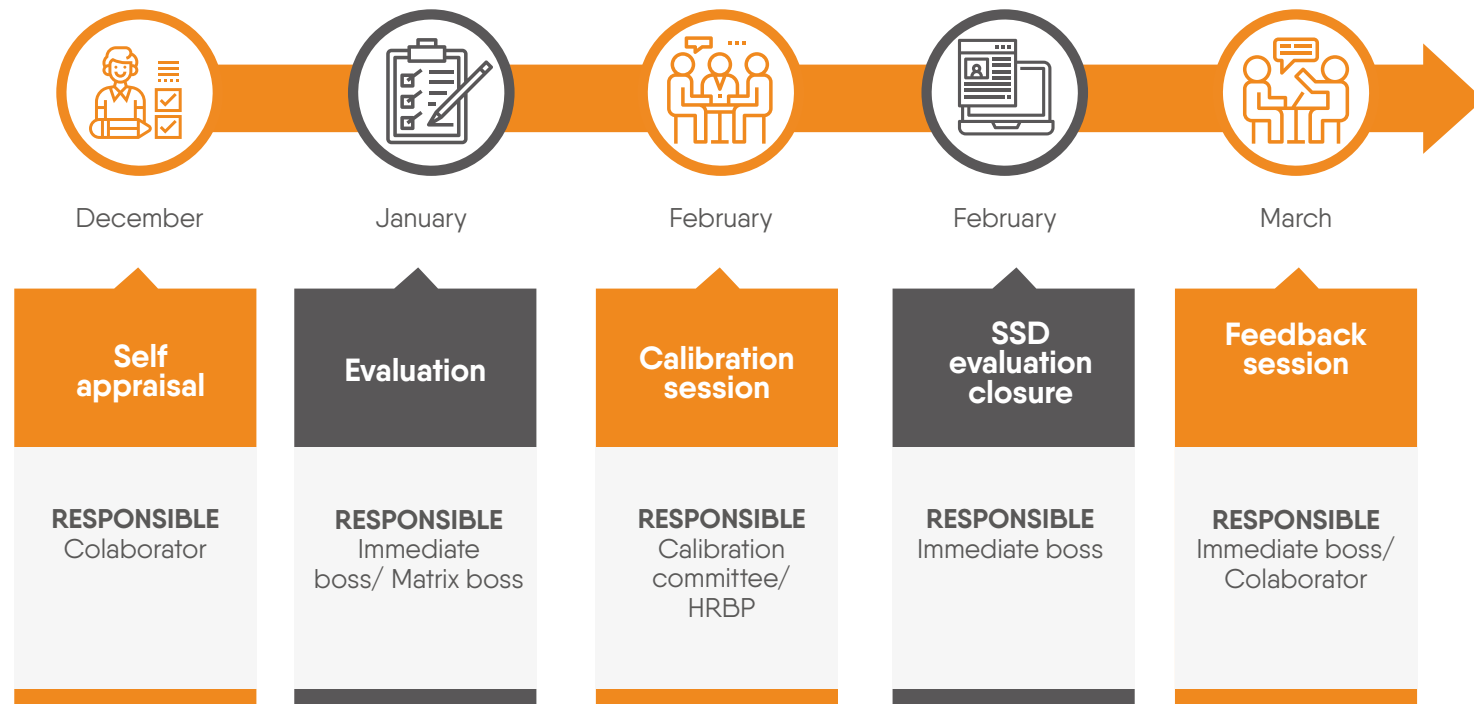 December
January
February
February
March
Self
appraisal
Evaluation
Calibration
session
SSD
evaluation
closure
Feedback
session
RESPONSIBLE
Colaborator
RESPONSIBLE
Immediate
boss/ Matrix boss
RESPONSIBLE
Calibration
committee/
HRBP
RESPONSIBLE
Immediate boss
RESPONSIBLE
Immediate boss/
Colaborator